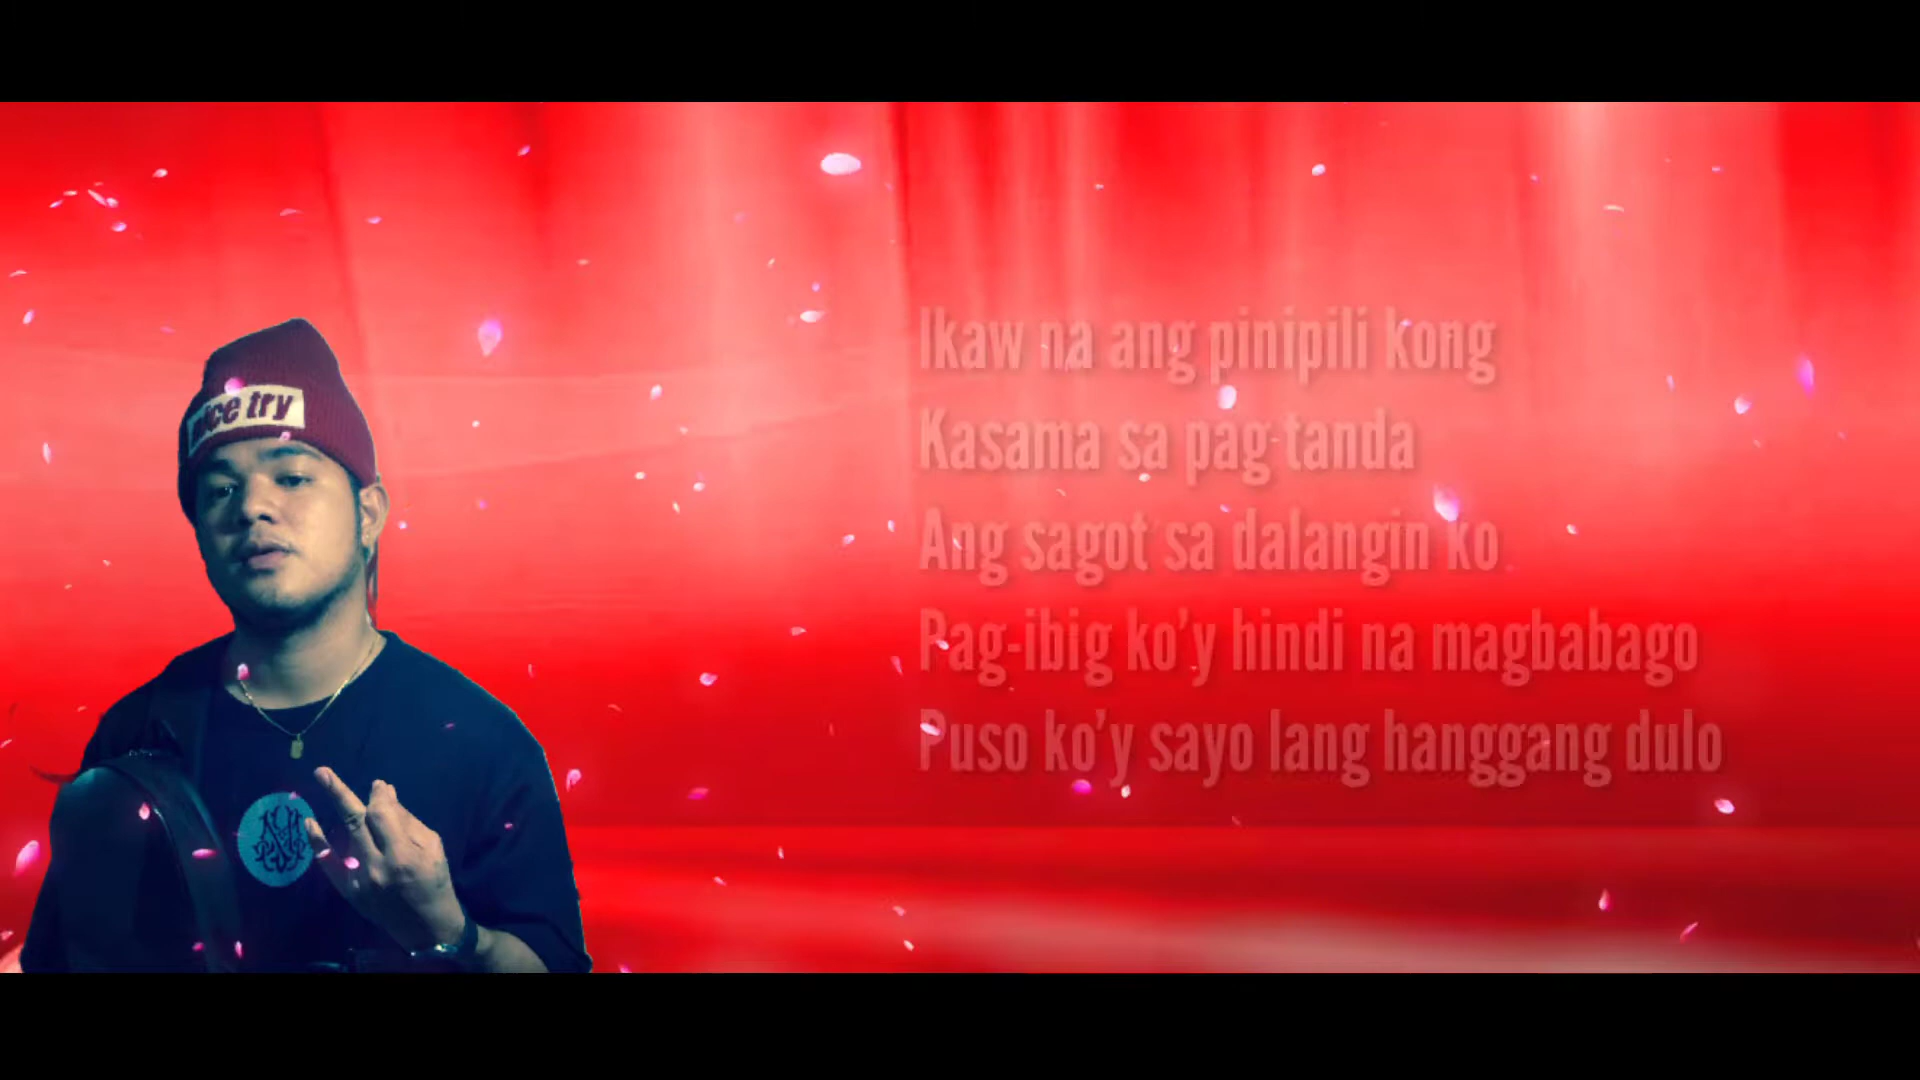 nice try
Ikaw na ang pinipili kong
Kasama sa pag-tanda
Ang sagot sa dalangin ko
Pag-ibig ko'y hindi na magbabago
Puso ko'y sayo lang hanggang dulo